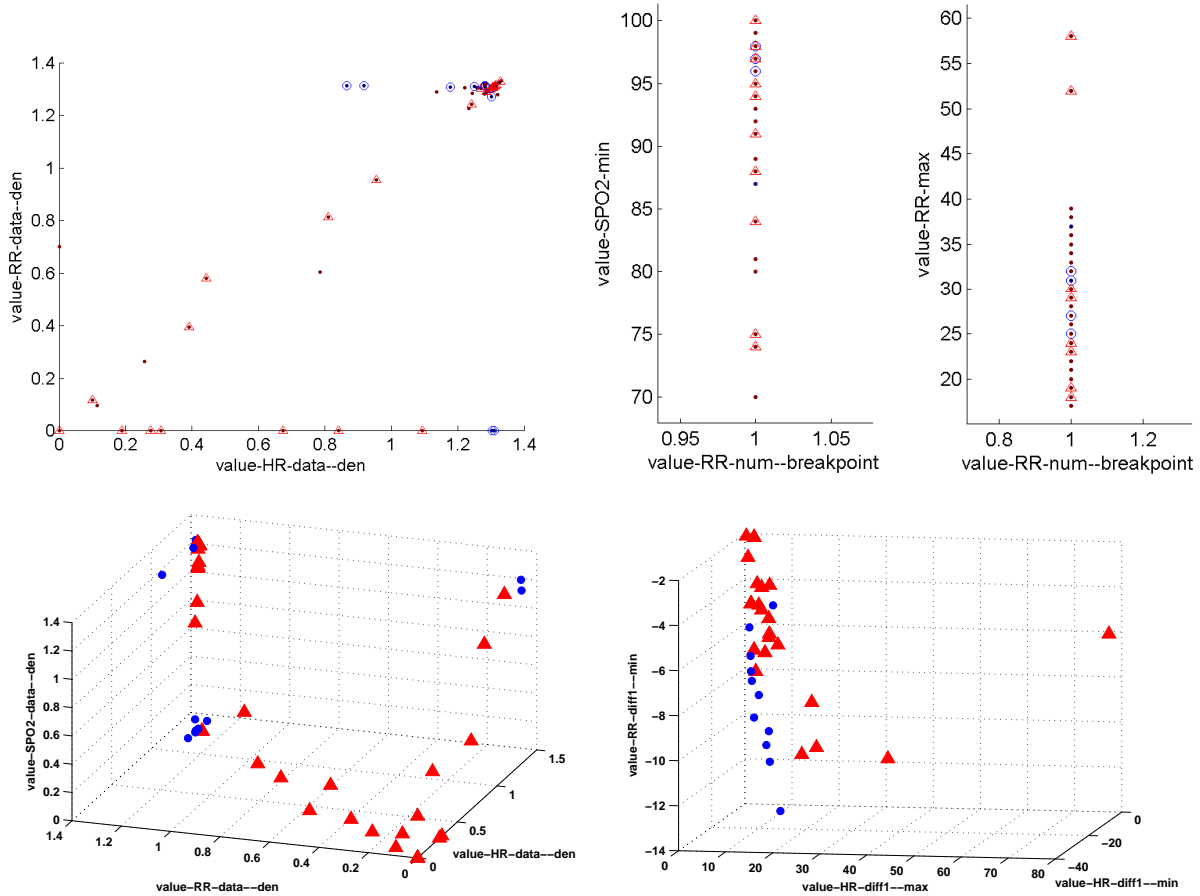 1.4
1.2
1
0.8
0.6
0.4
0.2
0
0 0.2 0.4 0.6 0.8 1 1.2 1.4
value-RR-data--den
value-HR-data--den
100
95
90
85
80
75
70
0.95 1 1.05
value-SPO2-min
value-RR-num--breakpoint
60
55
50
45
40
35
30
25
20
0.8 1 1.2
value-RR-max
value-RR-num--breakpoint
1.4
1.2
1
0.8
0.6
0.4
0.2
0
value--SPO2--data--den
1.4 1.2 1 0.8 0.6 0.4 0.2 0
value--RR--data--den
0 0.5 1 1.5
value--HR--data--den
-2
-4
-6
-8
-10
-12
-14
value--RR--diff1--min
0 10 20 30 40 50 60 70 80
value--HR--diff1--max
-40 -20 0
value--HR--diff1--min